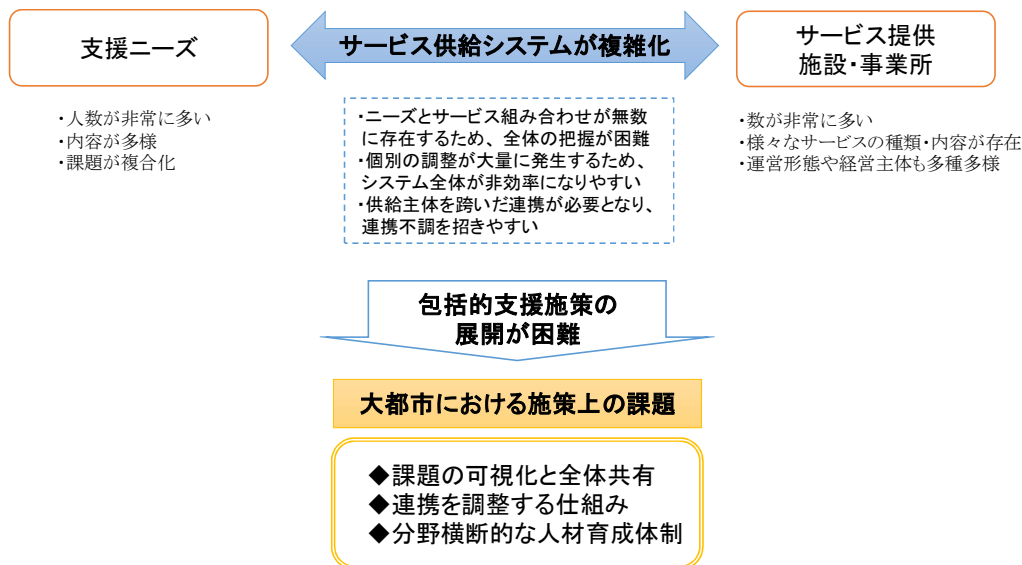 支援ニーズ
・人数が非常に多い
・内容が多様
・課題が複合化
サービス供給システムが複雑化
・ニーズとサービス組み合わせが無数
に存在するため、全体の把握が困難
・個別の調整が大量に発生するため、
システム全体が非効率になりやすい
・供給主体を跨いだ連携が必要となり、
連携不調を招きやすい
サービス提供
施設・事業所
・数が非常に多い
・様々なサービスの種類・内容が存在
・運営形態や経営主体も多種多様
包括的支援施策の
展開が困難
大都市における施策上の課題
◆課題の可視化と全体共有
◆連携を調整する仕組み
◆分野横断的な人材育成体制